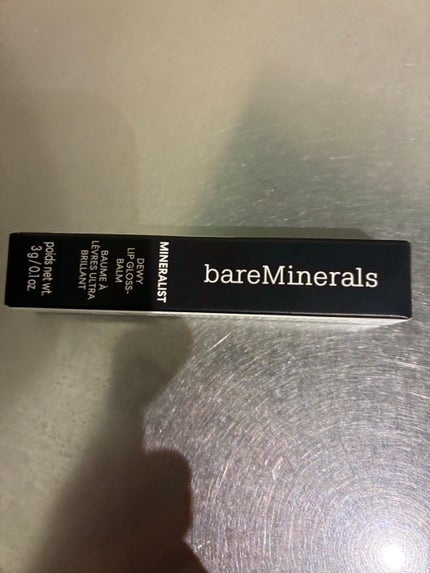 bareMinerals
MINERALIST
DEWY
LIP GLOSS-
BALM
BAUME À
LÈVRES ULTRA
BRILLANT
poids net wt.
3 g / 0.1 oz.